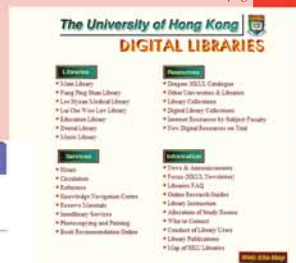 The University of Hong Kong
DIGITAL LIBRARIES
Libraries
Main Library
Fung Ping Shan Library
Lee Hysan Medical Library
Lui Che Woo Law Library
Education Library
Dental Library
Music Library
Resources
Dragon HKUL Catalogue
Other Universities & Libraries
Library Collections
Digital Library Collections
Internet Resources by Subject Faculty
New Digital Resources on Trial
Services
Hours
Circulation
Reference
Knowledge Navigation Centre
Reserve Materials
Interlibrary Services
Photocopying and Printing
Book Recommendation Online
Information
News & Announcements
Focus (HKUL Newsletter)
Libraries FAQ
Online Research Guides
Library Instruction
Allocation of Study Rooms
Who to Contact
Conduct of Library Users
Library Publications
Map of HKU Libraries
Web Site Map